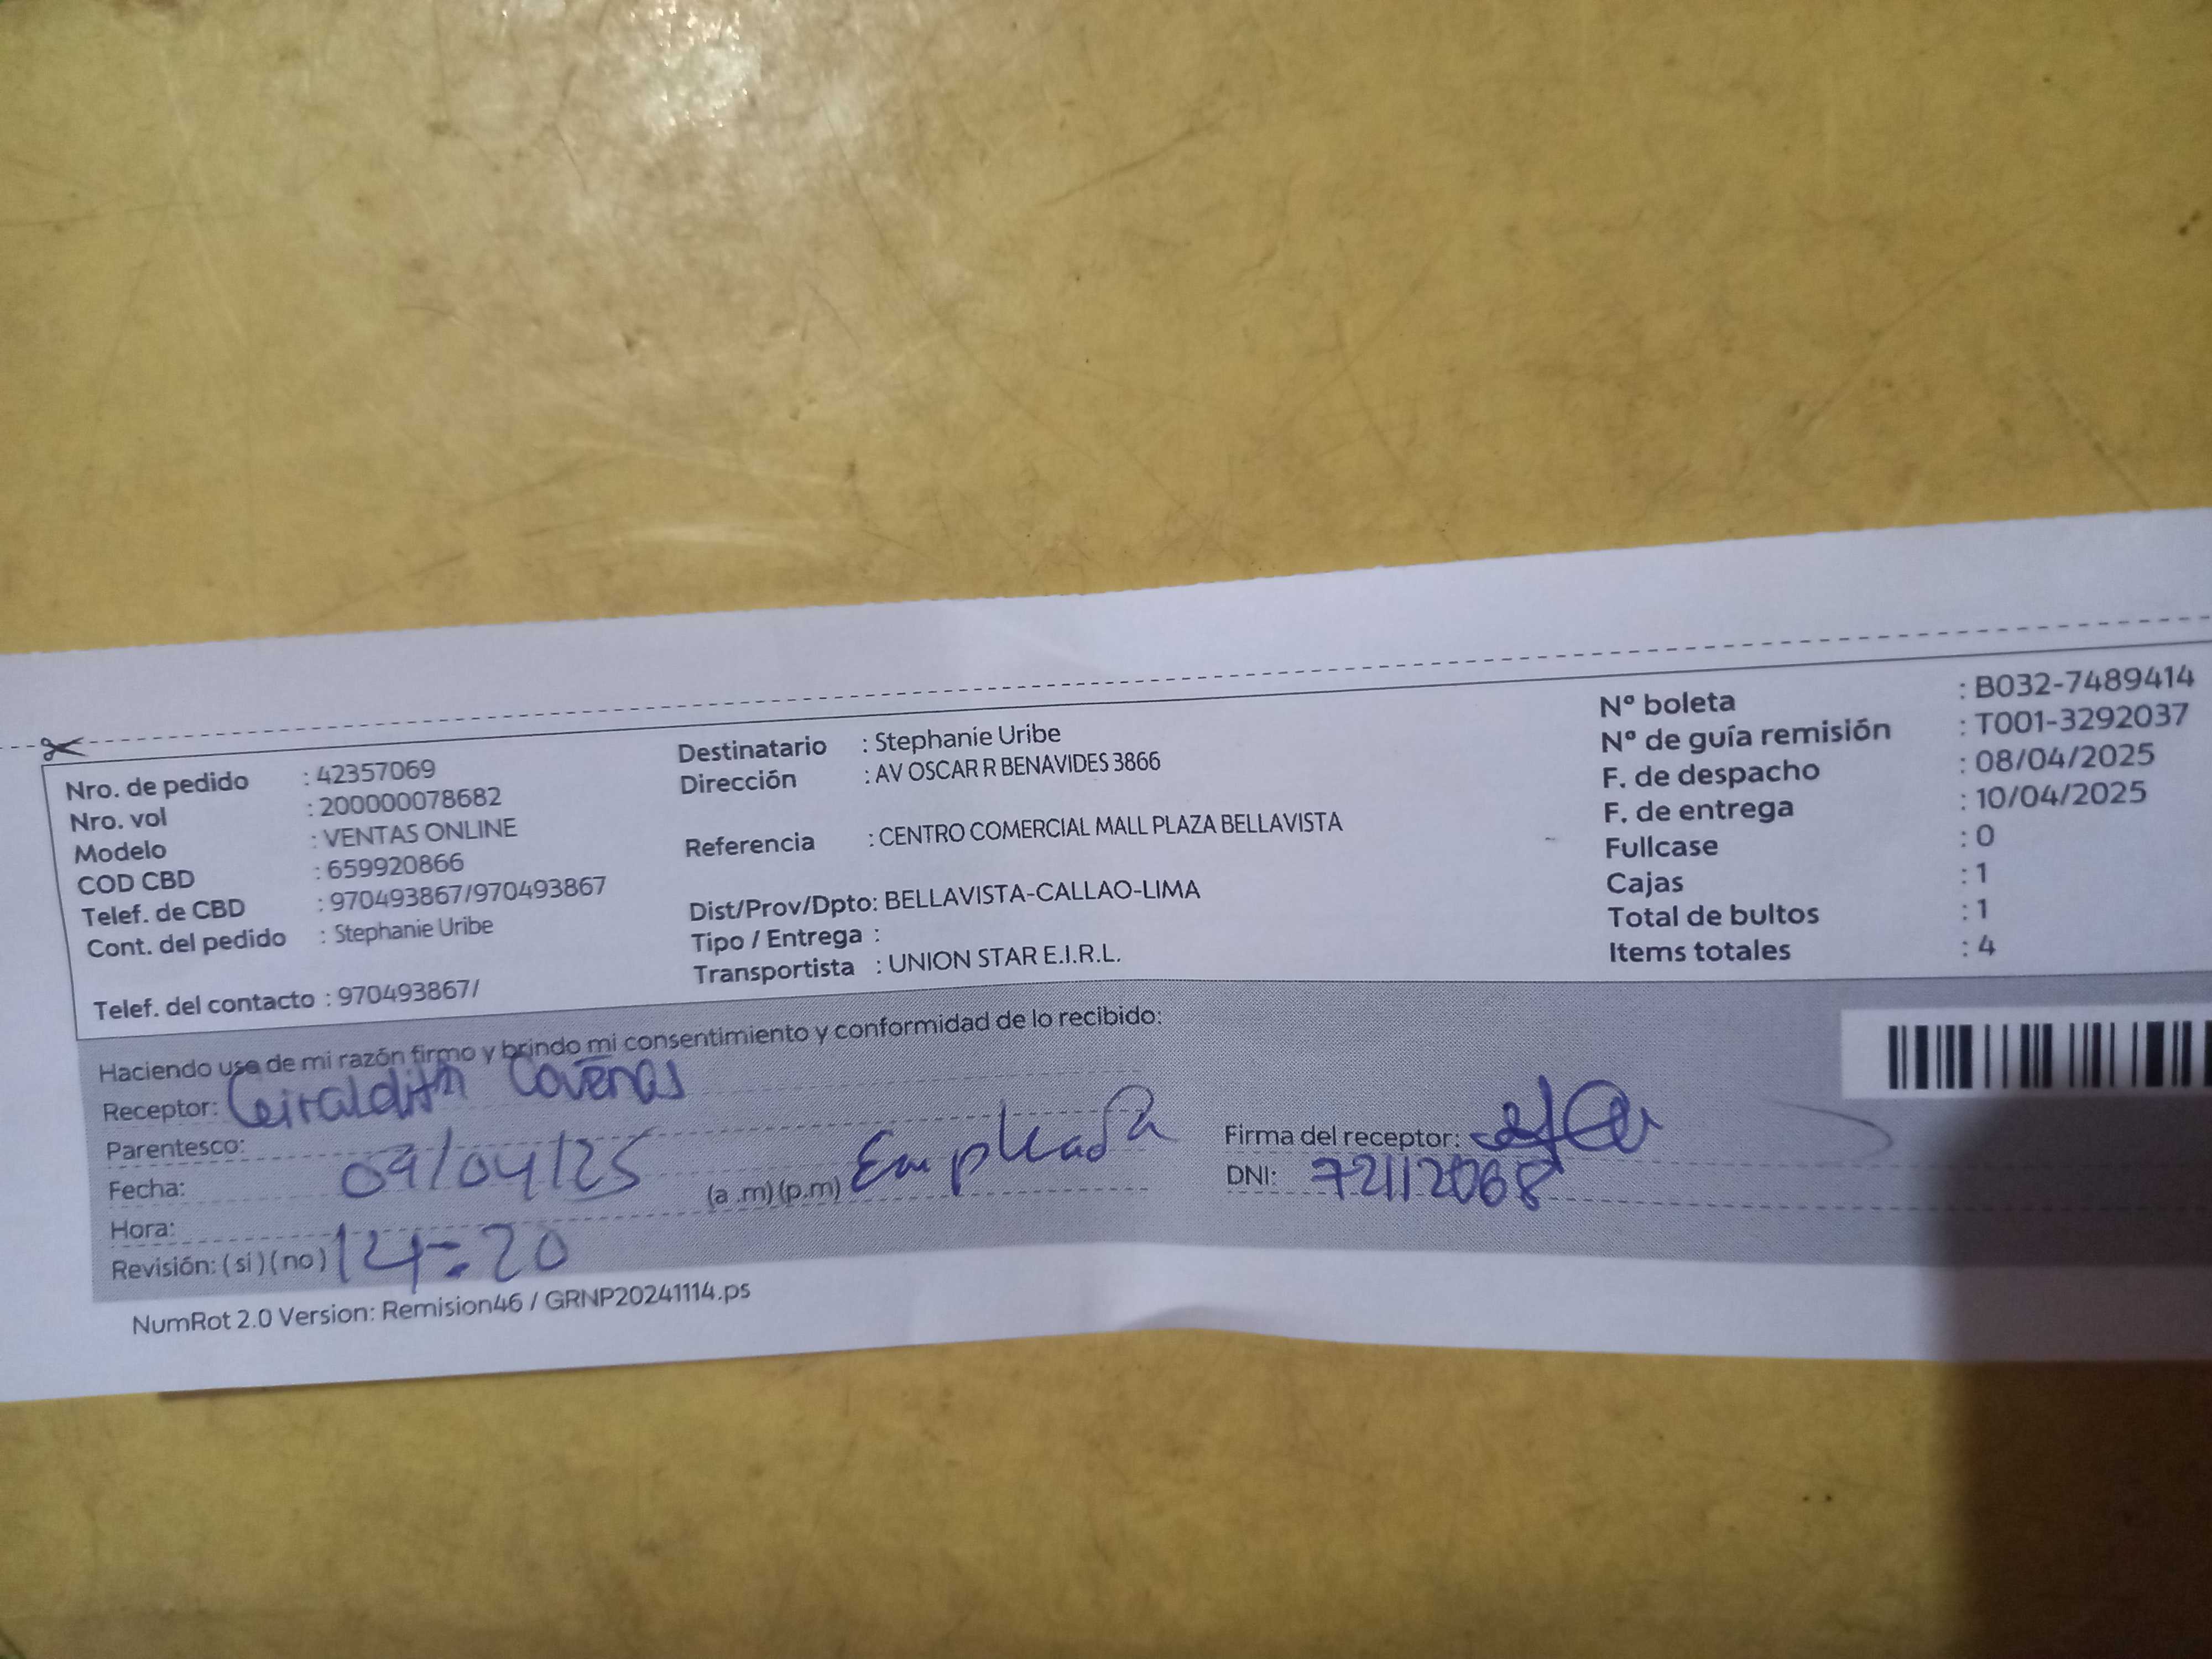 Nro. de pedido : 42357069
Nro. vol : 200000078682
Modelo : VENTAS ONLINE
COD CBD : 659920866
Telef. de CBD : 970493867/970493867
Cont. del pedido : Stephanie Uribe
Telef. del contacto : 970493867/
Destinatario : Stephanie Uribe
Dirección : AV OSCAR R BENAVIDES 3866
Referencia : CENTRO COMERCIAL MALL PLAZA BELLAVISTA
Dist/Prov/Dpto: BELLAVISTA-CALLAO-LIMA
Tipo / Entrega :
Transportista : UNION STAR E.I.R.L.
N° boleta : B032-7489414
N° de guía remisión : T001-3292037
F. de despacho : 08/04/2025
F. de entrega : 10/04/2025
Fullcase : 0
Cajas : 1
Total de bultos : 1
Items totales : 4
Haciendo uso de mi razón firmo y brindo mi consentimiento y conformidad de lo recibido:
Receptor: Geiraldith Coveñas
Parentesco:
Fecha: 09/04/25 (a .m) (p.m) Empleada
Hora:
Revisión: ( si ) ( no ) 14:20
Firma del receptor:
DNI: 72112068
NumRot 2.0 Version: Remision46 / GRNP20241114.ps